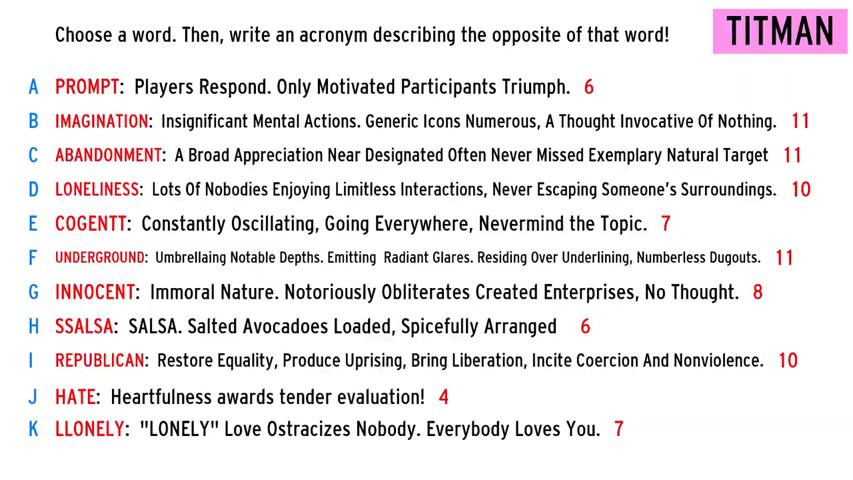 Choose a word. Then, write an acronym describing the opposite of that word!
TITMAN
A PROMPT: Players Respond. Only Motivated Participants Triumph. 6
B IMAGINATION: Insignificant Mental Actions. Generic Icons Numerous, A Thought Invocative Of Nothing. 11
C ABANDONMENT: A Broad Appreciation Near Designated Often Never Missed Exemplary Natural Target 11
D LONELINESS: Lots Of Nobodies Enjoying Limitless Interactions, Never Escaping Someone's Surroundings. 10
E COGENTT: Constantly Oscillating, Going Everywhere, Nevermind the Topic. 7
F UNDERGROUND: Umbrellaing Notable Depths. Emitting Radiant Glares. Residing Over Underlining, Numberless Dugouts. 11
G INNOCENT: Immoral Nature. Notoriously Obliterates Created Enterprises, No Thought. 8
H SSALSA: SALSA. Salted Avocadoes Loaded, Spicefully Arranged 6
I REPUBLICAN: Restore Equality, Produce Uprising, Bring Liberation, Incite Coercion And Nonviolence. 10
J HATE: Heartfulness awards tender evaluation! 4
K LLONELY: "LONELY" Love Ostracizes Nobody. Everybody Loves You. 7